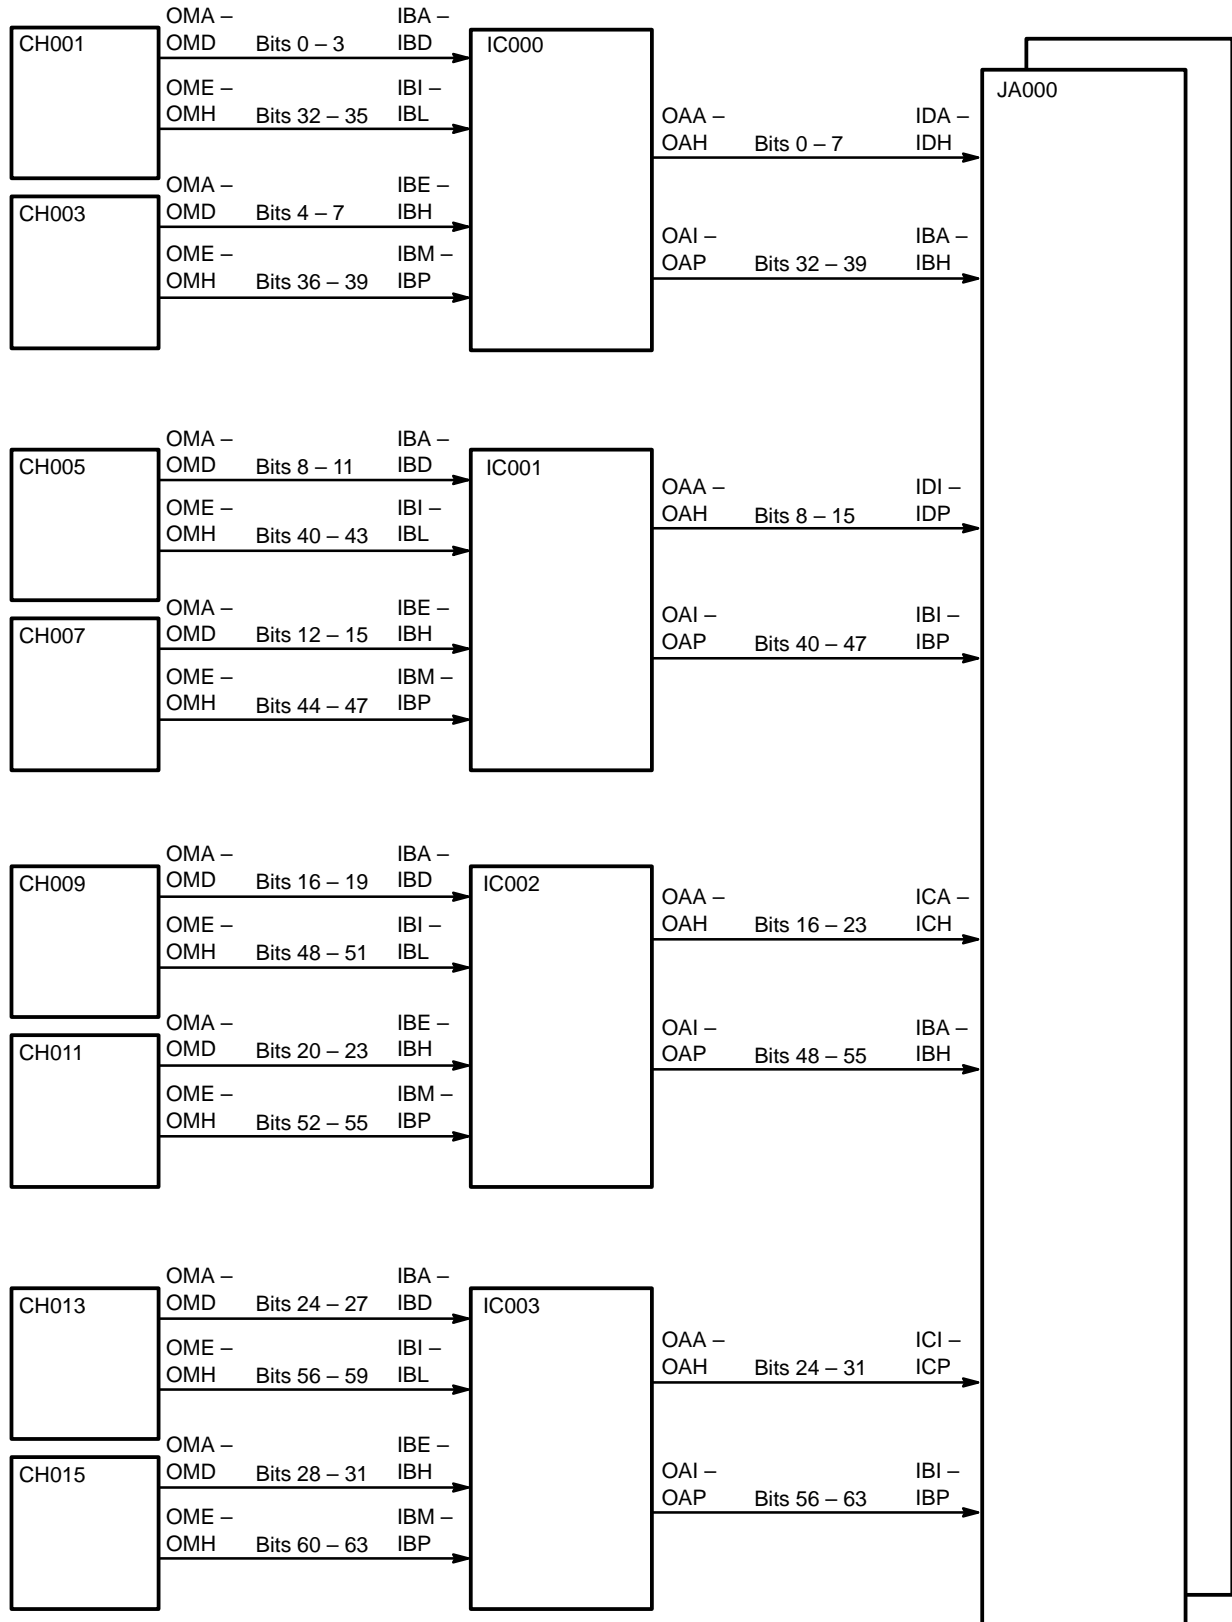 OMA –
IBA –
CH001
OMD
Bits 0 – 3
IBD
IC000
OME –
IBI –
OMH
Bits 32 – 35
IBL
JA000
OAA –
IDA –
OAH
Bits 0 – 7
IDH
OMA –
IBE –
CH003
OMD
Bits 4 – 7
IBH
OME –
IBM –
OMH
Bits 36 – 39
IBP
OAI –
IBA –
OAP
Bits 32 – 39
IBH
OMA –
IBA –
CH005
OMD
Bits 8 – 11
IBD
IC001
OME –
IBI –
OMH
Bits 40 – 43
IBL
OAA –
IDI –
OAH
Bits 8 – 15
IDP
OMA –
IBE –
CH007
OMD
Bits 12 – 15
IBH
OME –
IBM –
OMH
Bits 44 – 47
IBP
OAI –
IBI –
OAP
Bits 40 – 47
IBP
OMA –
IBA –
CH009
OMD
Bits 16 – 19
IBD
IC002
OME –
IBI –
OMH
Bits 48 – 51
IBL
OAA –
ICA –
OAH
Bits 16 – 23
ICH
OMA –
IBE –
CH011
OMD
Bits 20 – 23
IBH
OME –
IBM –
OMH
Bits 52 – 55
IBP
OAI –
IBA –
OAP
Bits 48 – 55
IBH
OMA –
IBA –
CH013
OMD
Bits 24 – 27
IBD
IC003
OME –
IBI –
OMH
Bits 56 – 59
IBL
OAA –
ICI –
OAH
Bits 24 – 31
ICP
OMA –
IBE –
CH015
OMD
Bits 28 – 31
IBH
OME –
IBM –
OMH
Bits 60 – 63
IBP
OAI –
IBI –
OAP
Bits 56 – 63
IBP